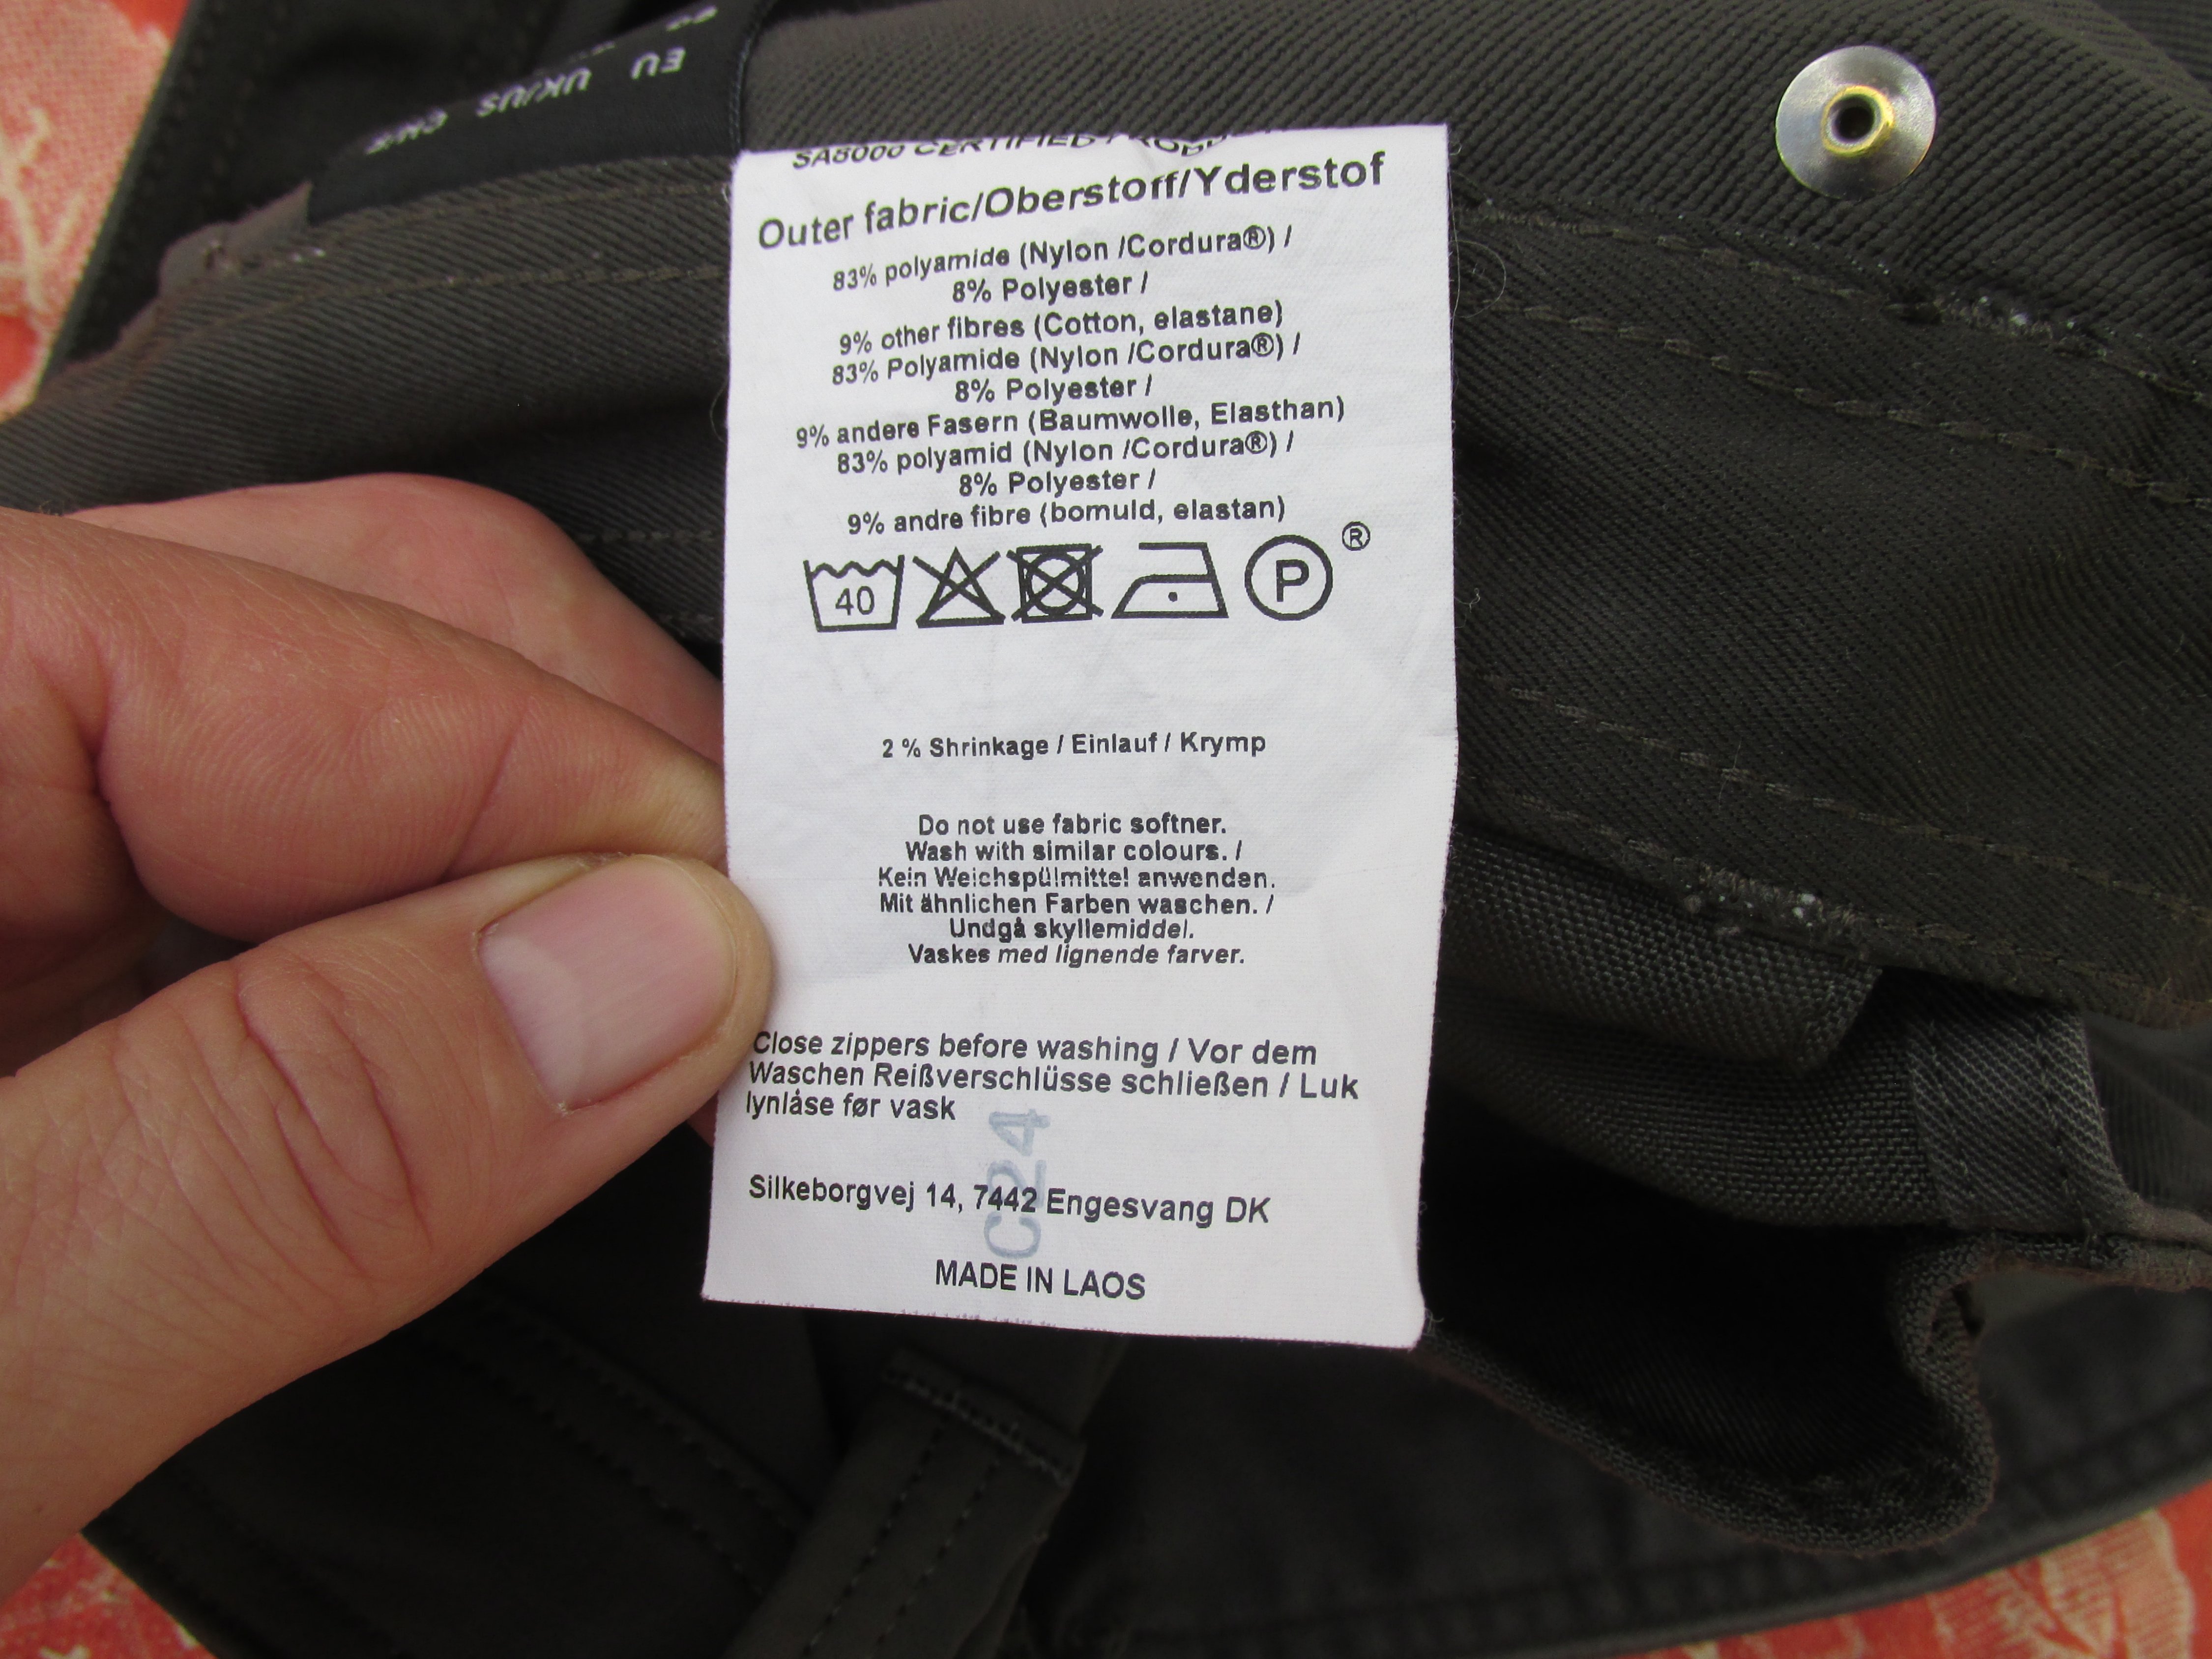 EU UK/US CWS
SA8000 CERTIFIED PRODU
Outer fabric/Oberstoff/Yderstof
83% polyamide (Nylon /Cordura®) /
8% Polyester /
9% other fibres (Cotton, elastane)
83% Polyamide (Nylon /Cordura®) /
8% Polyester /
9% andere Fasern (Baumwolle, Elasthan)
83% polyamid (Nylon /Cordura®) /
8% Polyester /
9% andre fibre (bomuld, elastan)
40 P ®
2 % Shrinkage / Einlauf / Krymp
Do not use fabric softner.
Wash with similar colours. /
Kein Weichspülmittel anwenden.
Mit ähnlichen Farben waschen. /
Undgå skyllemiddel.
Vaskes med lignende farver.
Close zippers before washing / Vor dem
Waschen Reißverschlüsse schließen / Luk
lynlåse før vask
C24
Silkeborgvej 14, 7442 Engesvang DK
MADE IN LAOS